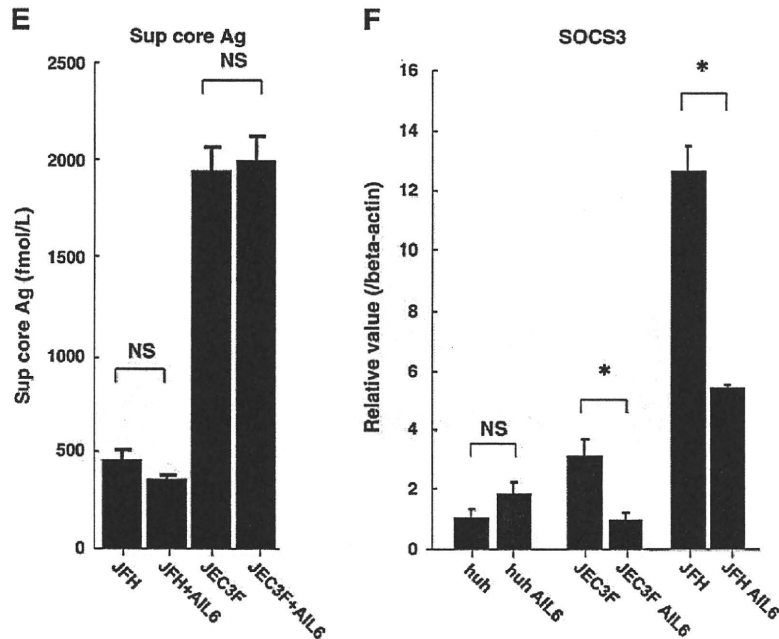 E
Sup core Ag
Sup core Ag (fmol/L)
2500
2000
1500
1000
500
0
NS
NS
JFH
JFH+AIL6
JEC3F
JEC3F+AIL6
F
SOCS3
Relative value (/beta-actin)
16
14
12
10
8
6
4
2
0
NS
*
*
huh
huh AIL6
JEC3F
JEC3F AIL6
JFH
JFH AIL6